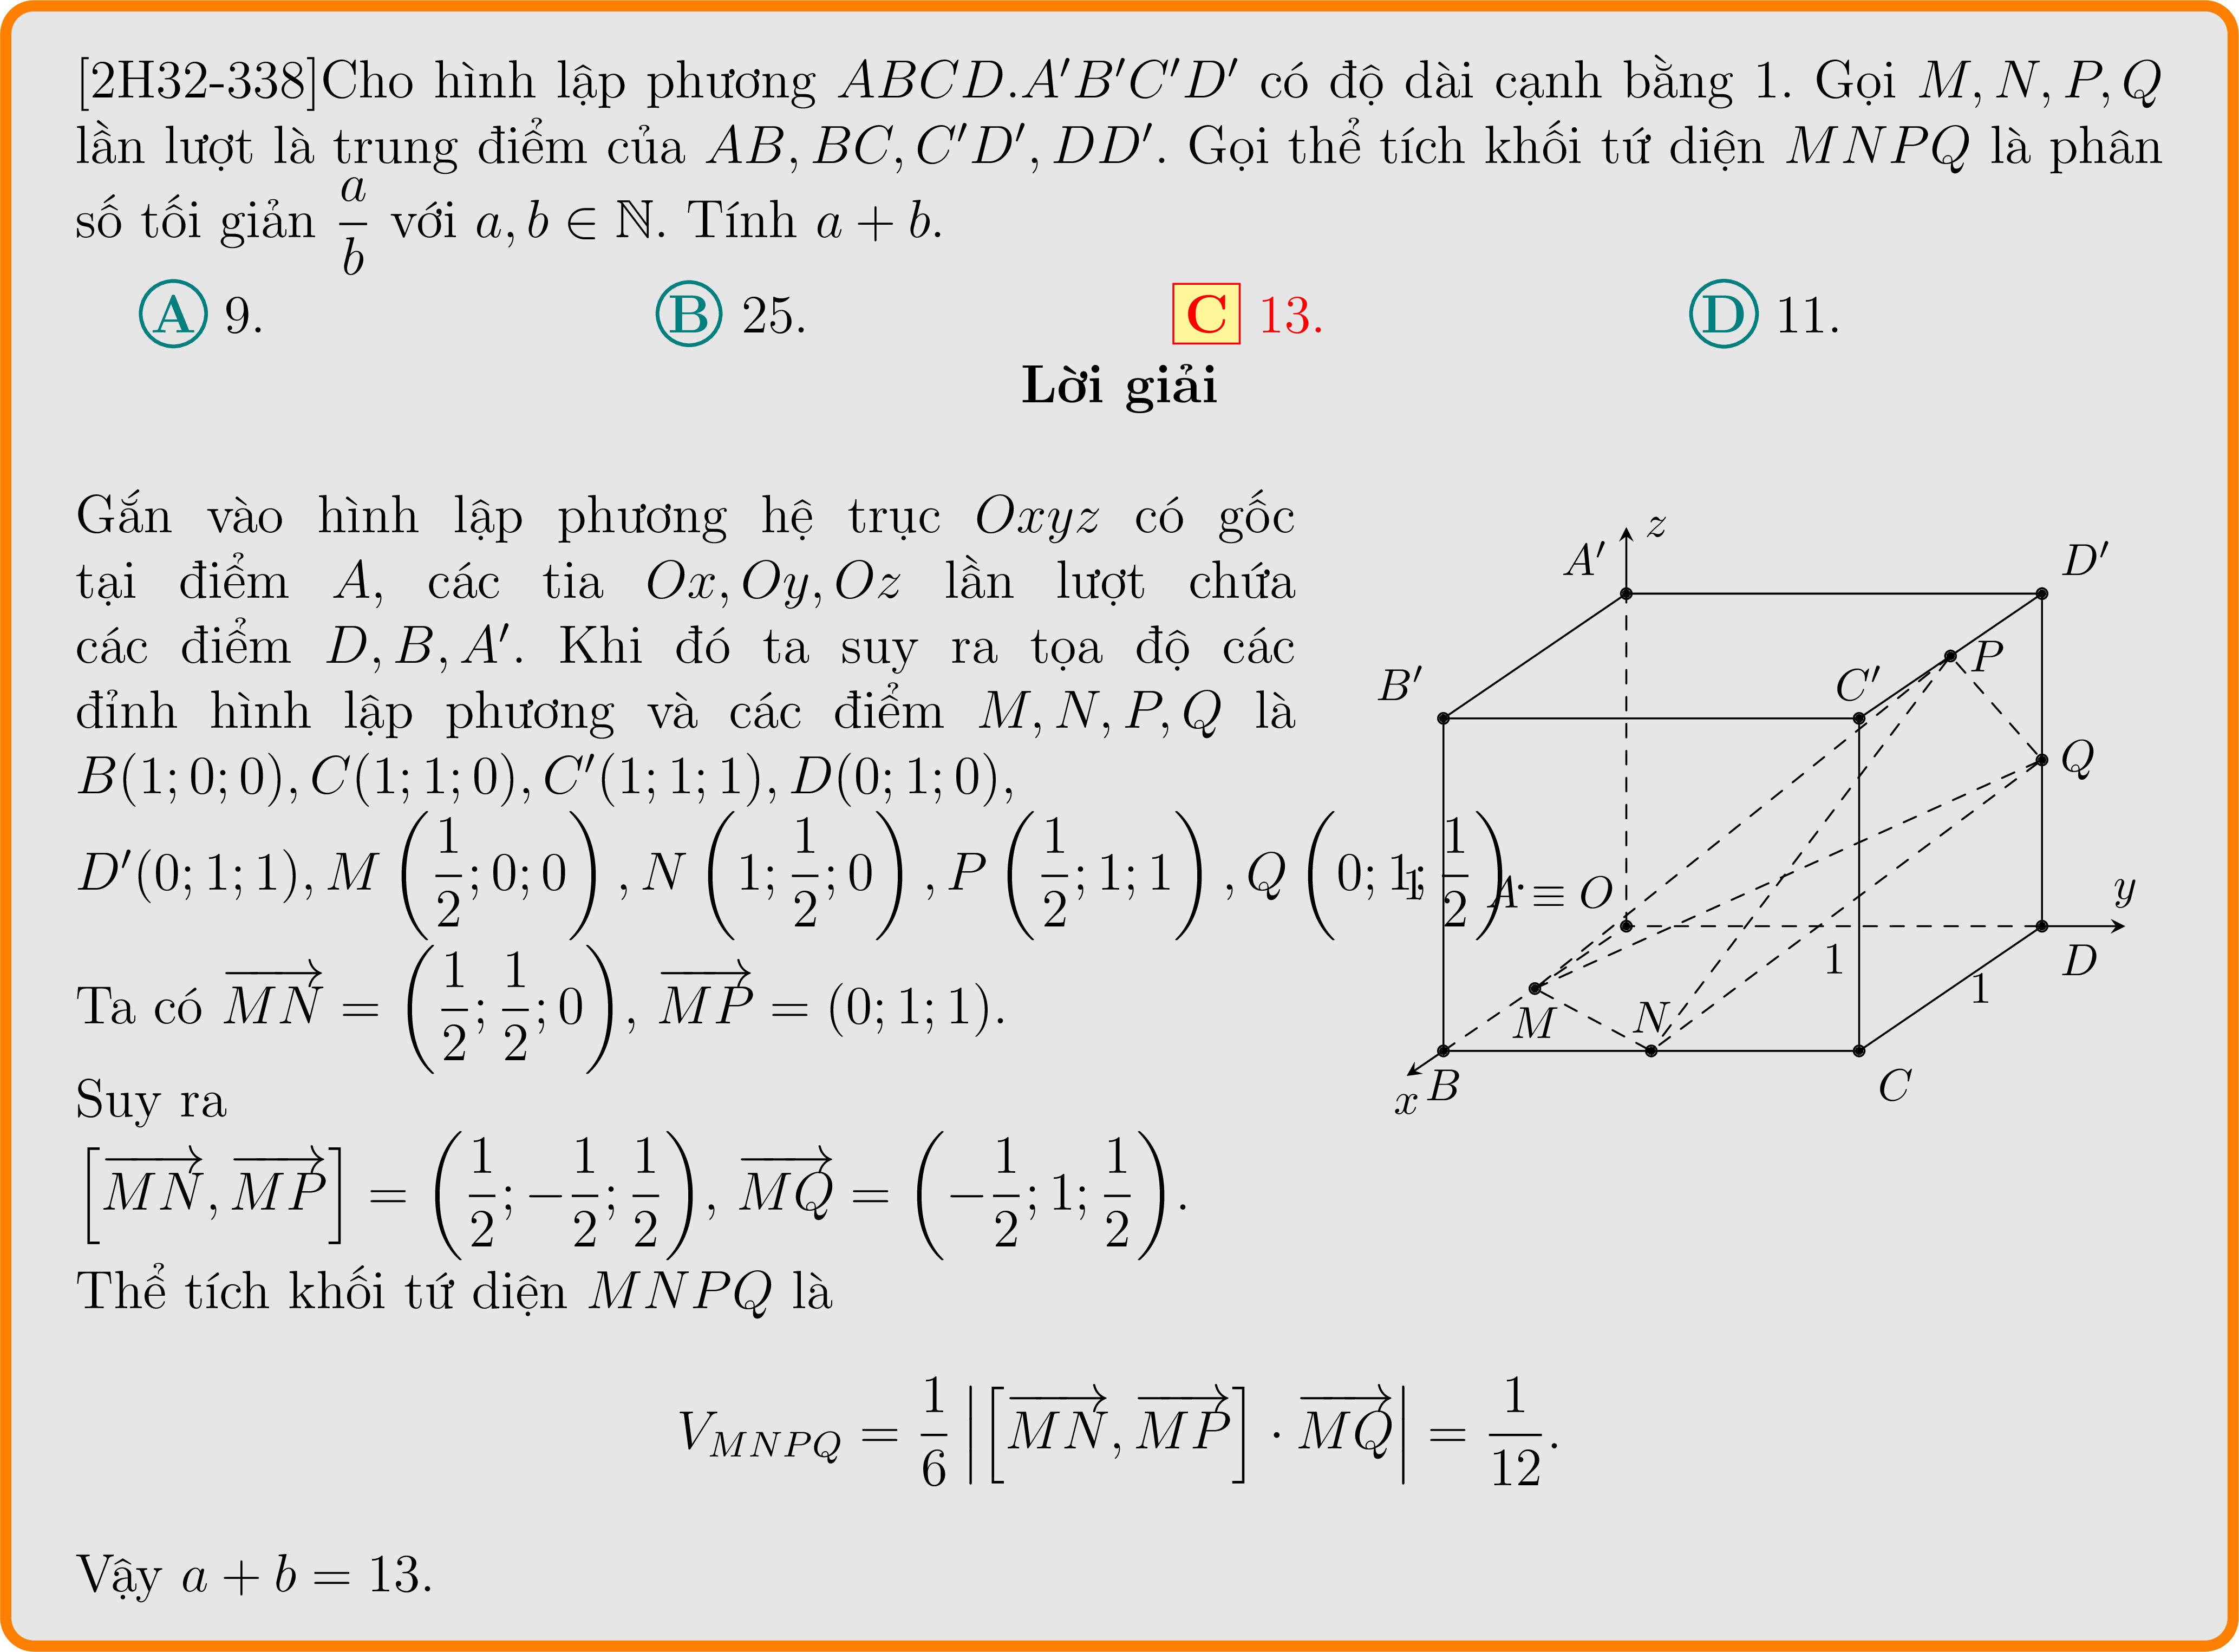 [2H32-338]Cho hình lập phương ABCD.A′B′C′D′ có độ dài cạnh bằng 1. Gọi M, N, P, Q
lần lượt là trung điểm của AB, BC, C′D′, DD′. Gọi thể tích khối tứ diện MNPQ là phân
số tối giản \frac{a}{b} với a, b ∈ ℕ. Tính a + b.
A 9. B 25. C 13. D 11.
Lời giải
Gắn vào hình lập phương hệ trục Oxyz có gốc
tại điểm A, các tia Ox, Oy, Oz lần lượt chứa
các điểm D, B, A′. Khi đó ta suy ra tọa độ các
đỉnh hình lập phương và các điểm M, N, P, Q là
B(1; 0; 0), C(1; 1; 0), C′(1; 1; 1), D(0; 1; 0),
D′(0; 1; 1), M\left(\frac{1}{2}; 0; 0\right), N\left(1; \frac{1}{2}; 0\right), P\left(\frac{1}{2}; 1; 1\right), Q\left(0; 1; \frac{1}{2}\right).
Ta có \overrightarrow{MN} = \left(\frac{1}{2}; \frac{1}{2}; 0\right), \overrightarrow{MP} = (0; 1; 1).
Suy ra
\left[\overrightarrow{MN}, \overrightarrow{MP}\right] = \left(\frac{1}{2}; -\frac{1}{2}; \frac{1}{2}\right), \overrightarrow{MQ} = \left(-\frac{1}{2}; 1; \frac{1}{2}\right).
Thể tích khối tứ diện MNPQ là
V_{MNPQ} = \frac{1}{6}\left|\left[\overrightarrow{MN}, \overrightarrow{MP}\right] \cdot \overrightarrow{MQ}\right| = \frac{1}{12}.
Vậy a + b = 13.
z
A′
D′
P
B′
C′
Q
1
A ≡ O
y
1
D
1
M
N
B
C
x